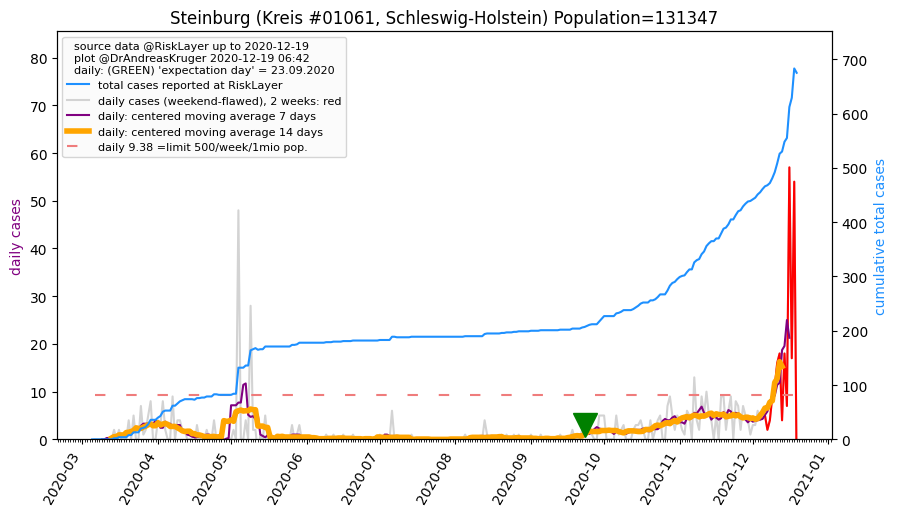 Steinburg (Kreis #01061, Schleswig-Holstein) Population=131347
source data @RiskLayer up to 2020-12-19
plot @DrAndreasKruger 2020-12-19 06:42
daily: (GREEN) 'expectation day' = 23.09.2020
total cases reported at RiskLayer
daily cases (weekend-flawed), 2 weeks: red
daily: centered moving average 7 days
daily: centered moving average 14 days
daily 9.38 =limit 500/week/1mio pop.
daily cases
80
70
60
50
40
30
20
10
0
cumulative total cases
700
600
500
400
300
200
100
0
2020-03
2020-04
2020-05
2020-06
2020-07
2020-08
2020-09
2020-10
2020-11
2020-12
2021-01